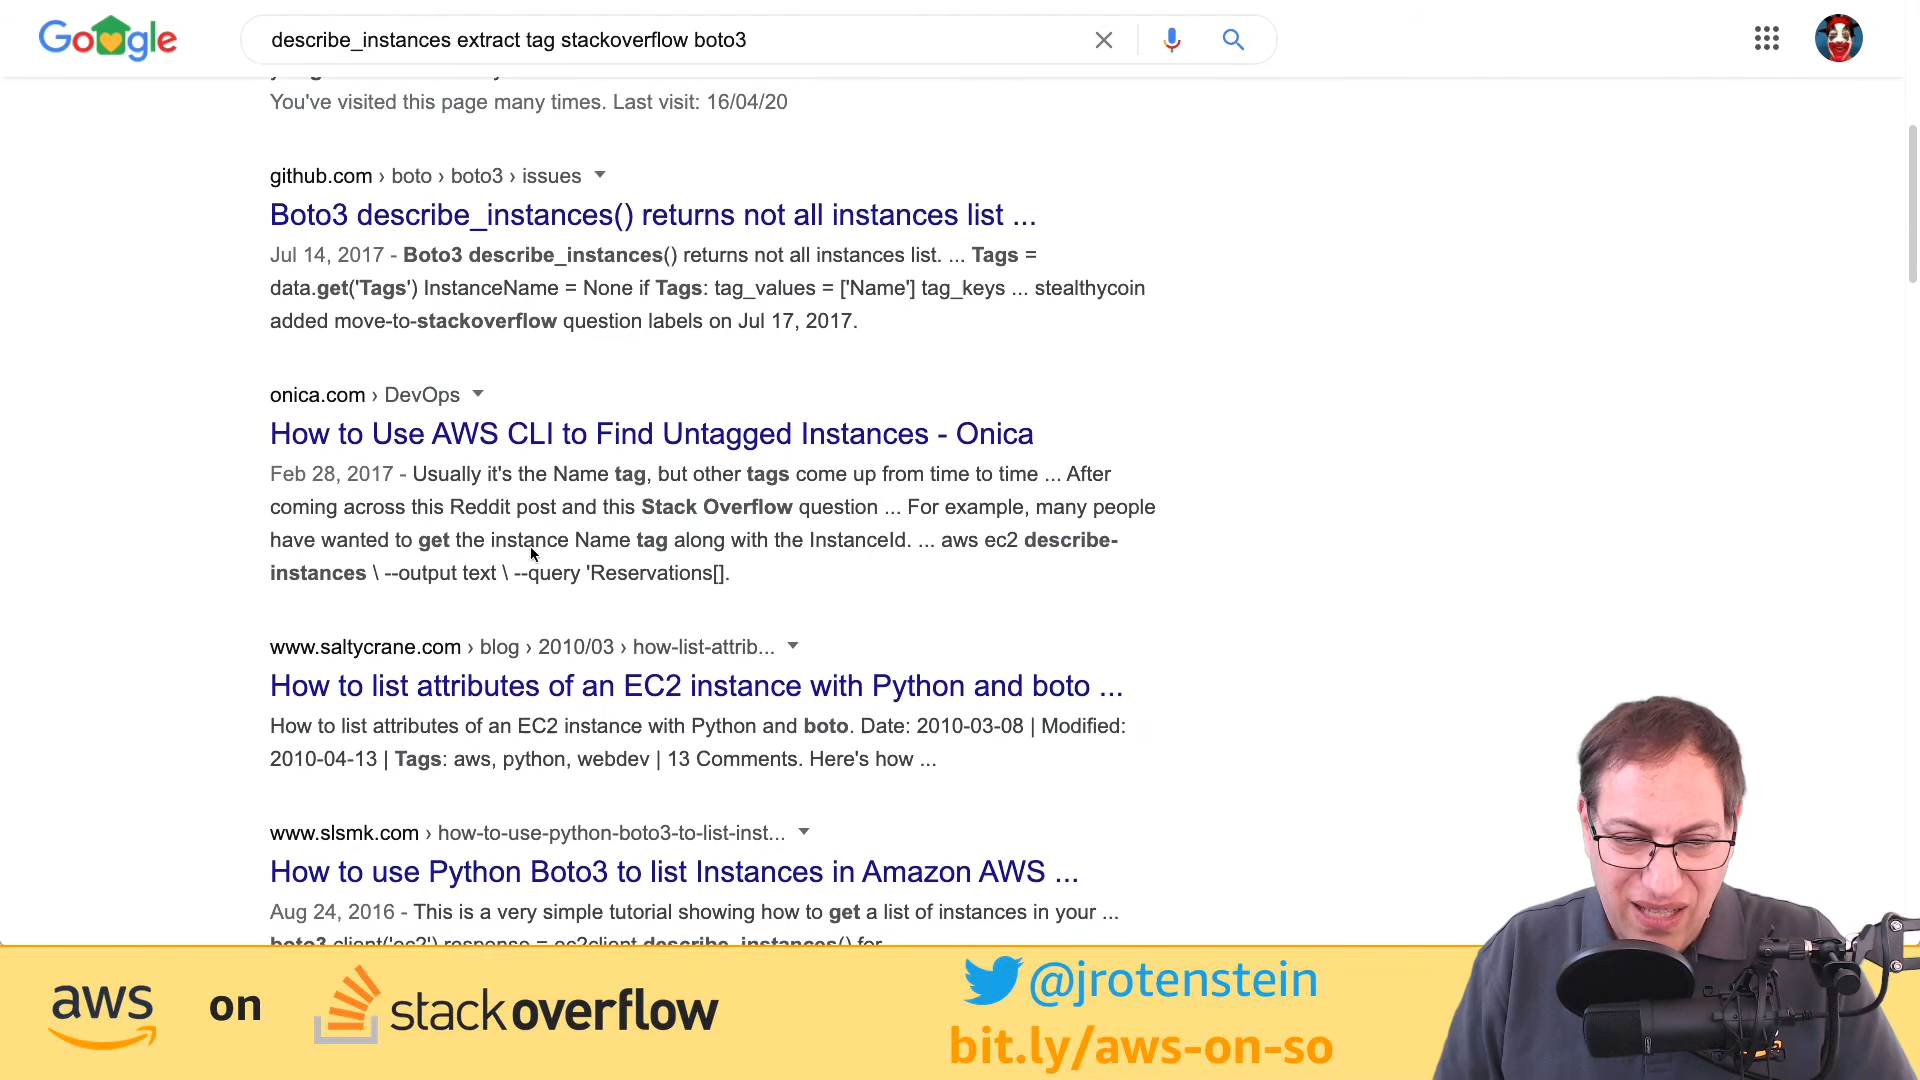 Google
describe_instances extract tag stackoverflow boto3
You've visited this page many times. Last visit: 16/04/20
github.com › boto › boto3 › issues
Boto3 describe_instances() returns not all instances list ...
Jul 14, 2017 - Boto3 describe_instances() returns not all instances list. ... Tags =
data.get('Tags') InstanceName = None if Tags: tag_values = ['Name'] tag_keys ... stealthycoin
added move-to-stackoverflow question labels on Jul 17, 2017.
onica.com › DevOps
How to Use AWS CLI to Find Untagged Instances - Onica
Feb 28, 2017 - Usually it's the Name tag, but other tags come up from time to time ... After
coming across this Reddit post and this Stack Overflow question ... For example, many people
have wanted to get the instance Name tag along with the InstanceId. ... aws ec2 describe-
instances \ --output text \ --query 'Reservations[].
www.saltycrane.com › blog › 2010/03 › how-list-attrib...
How to list attributes of an EC2 instance with Python and boto ...
How to list attributes of an EC2 instance with Python and boto. Date: 2010-03-08 | Modified:
2010-04-13 | Tags: aws, python, webdev | 13 Comments. Here's how ...
www.slsmk.com › how-to-use-python-boto3-to-list-inst...
How to use Python Boto3 to list Instances in Amazon AWS ...
Aug 24, 2016 - This is a very simple tutorial showing how to get a list of instances in your ...
boto3.client('ec2') response = ec2client.describe_instances() for
aws on stackoverflow
@jrotenstein
bit.ly/aws-on-so